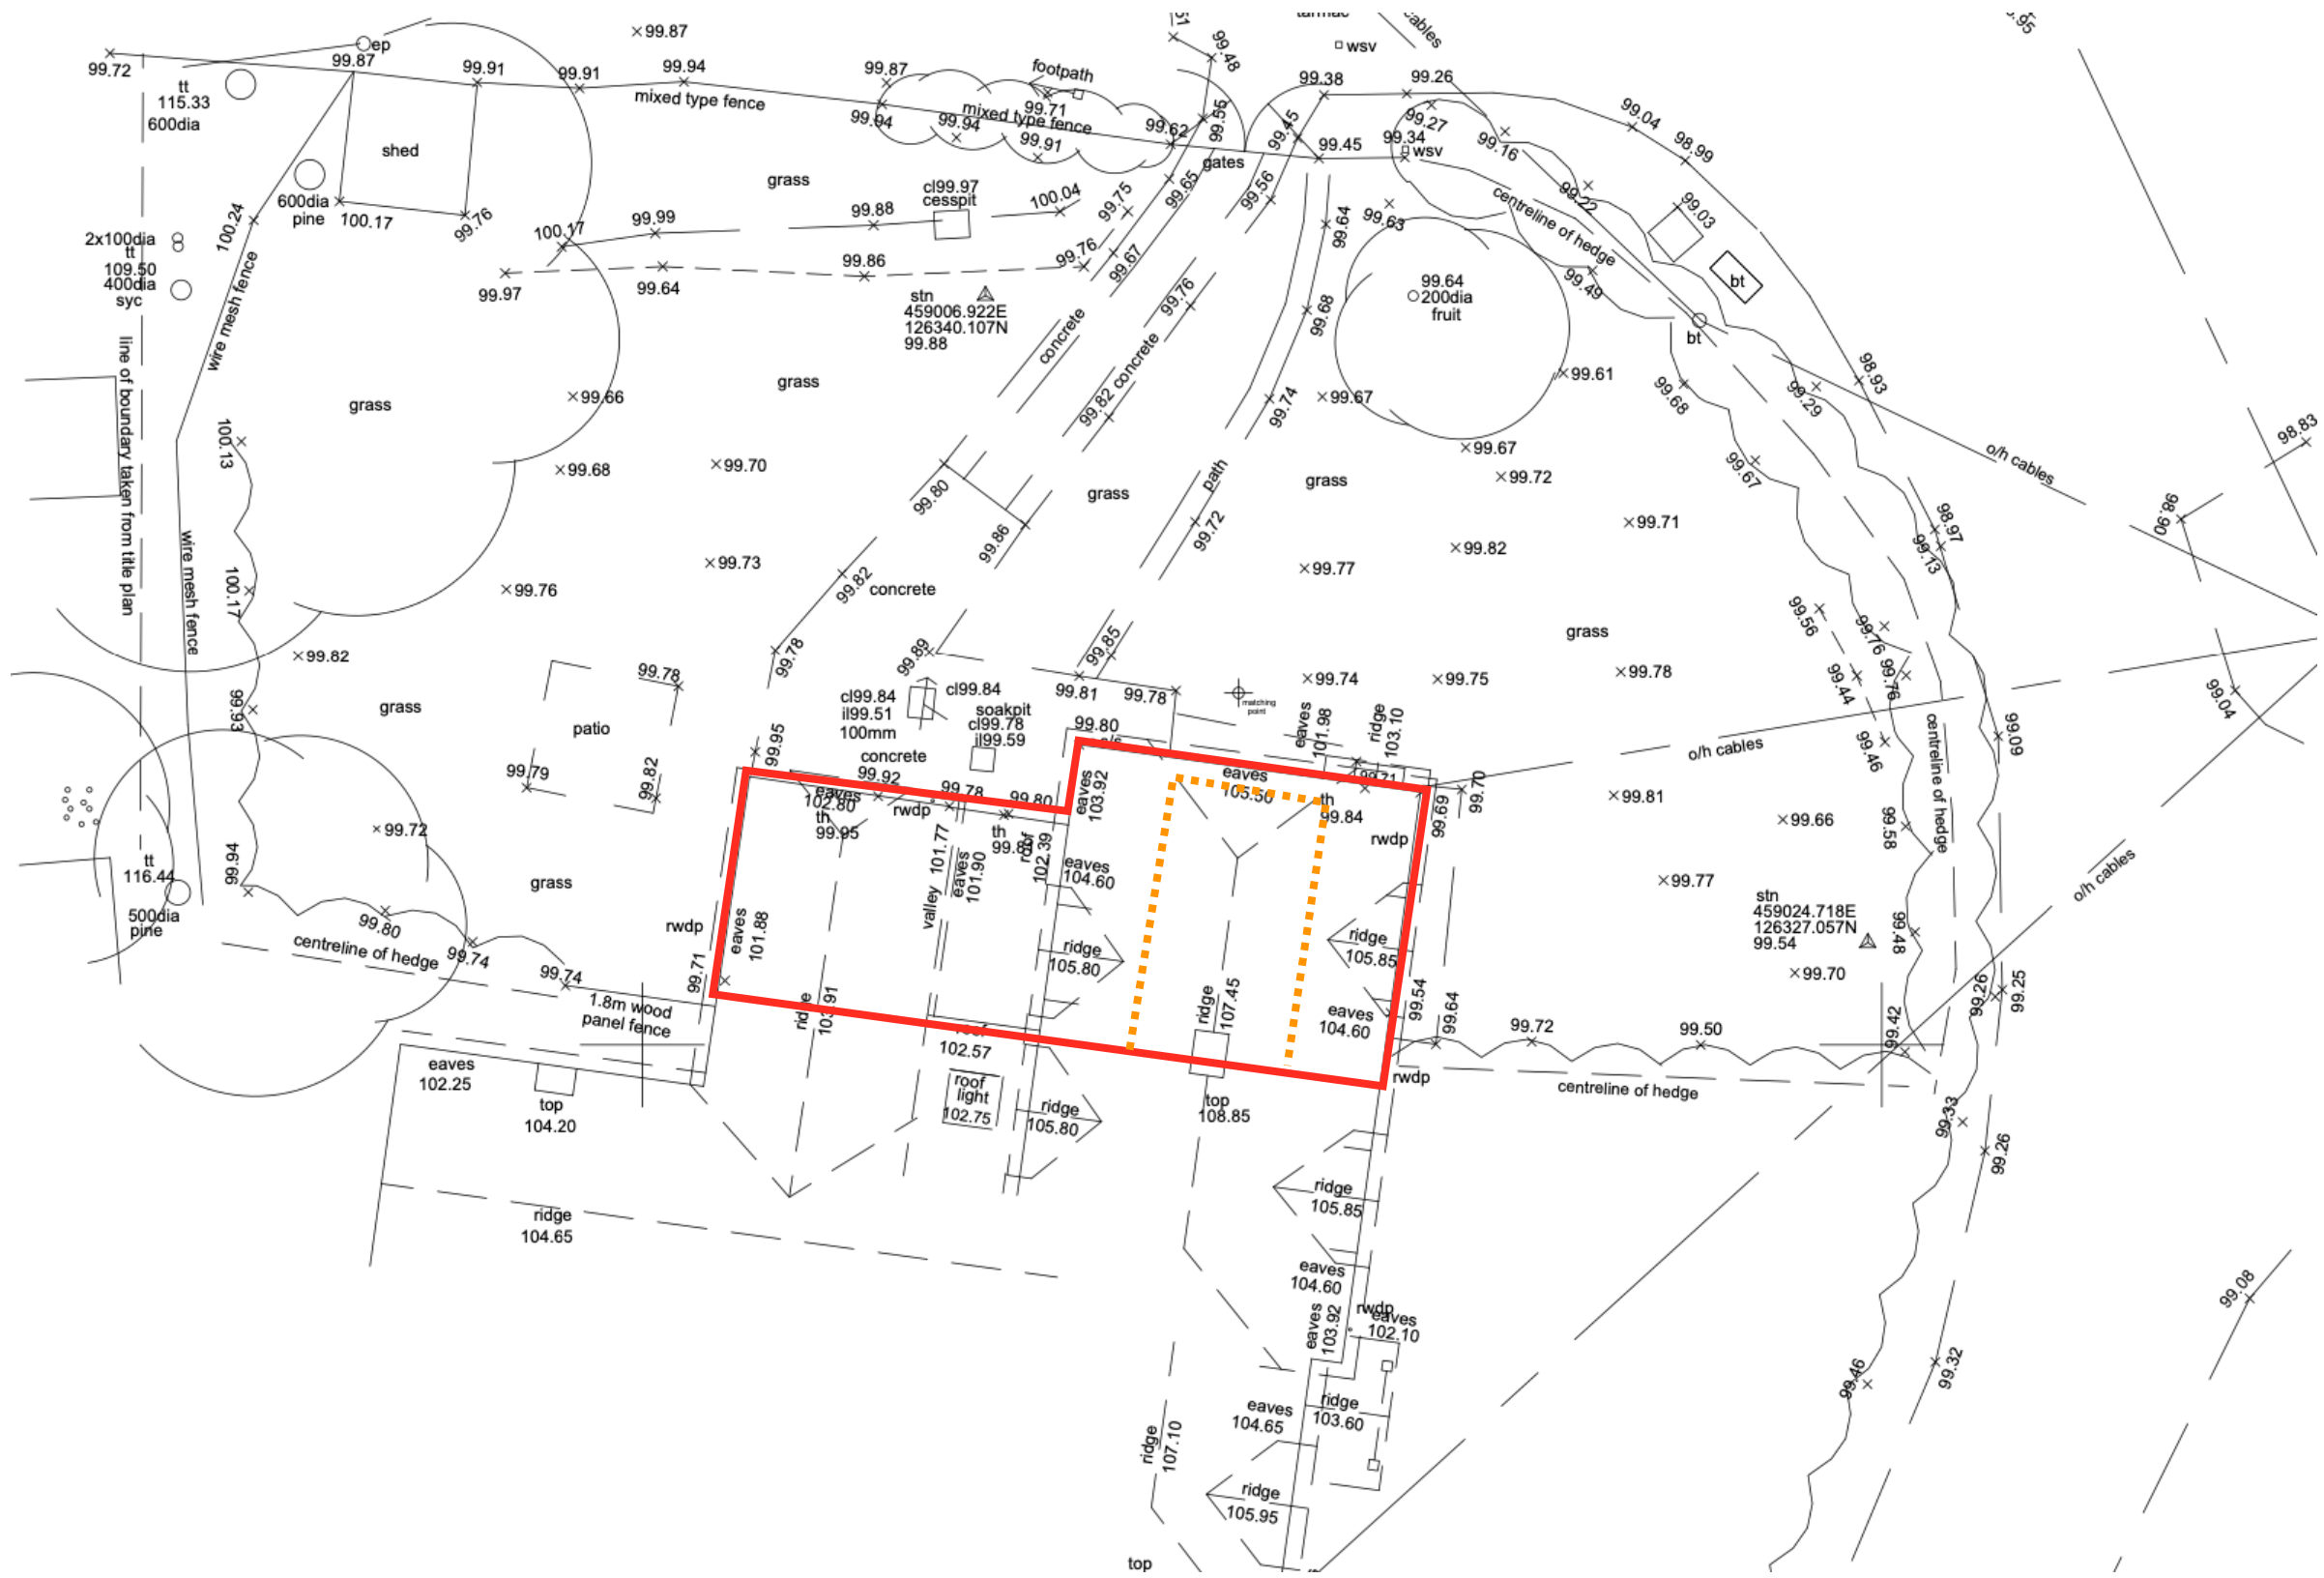 99.72
ep
99.87
99.91
99.91
99.94
99.87
mixed type fence
99.87
footpath
99.71
mixed type fence
99.94
99.94
99.91
99.62
99.55
99.48
51
tarmac
cables
wsv
99.38
99.26
99.45
99.45
99.34
wsv
99.27
99.16
99.04
98.99
gates
tt
115.33
600dia
shed
600dia
pine
100.17
99.76
100.24
2x100dia
tt
109.50
400dia
syc
wire mesh fence
line of boundary taken from title plan
wire mesh fence
grass
100.17
99.99
99.88
cl99.97
cesspit
100.04
99.75
99.65
99.56
99.64
99.63
99.22
99.03
centreline of hedge
bt
bt
99.49
99.97
99.64
99.86
99.76
99.67
99.76
99.68
stn
459006.922E
126340.107N
99.88
99.64
200dia
fruit
concrete
99.82 concrete
99.74
99.67
99.61
99.68
99.29
98.93
o/h cables
98.83
98.90
grass
grass
99.66
100.13
99.68
99.70
99.80
99.86
grass
path
99.72
grass
99.67
99.72
99.67
99.71
99.82
99.77
98.97
99.13
100.17
99.76
99.73
99.82
concrete
99.82
99.78
99.89
99.85
99.81
99.78
grass
99.56
99.76
99.44
99.76
99.46
99.74
99.75
99.78
matching
point
99.04
99.09
centreline of hedge
o/h cables
grass
99.93
99.78
patio
99.79
99.82
99.95
cl99.84
il99.51
100mm
cl99.84
soakpit
cl99.78
il99.59
concrete
99.80
eaves
101.98
ridge
103.10
99.92
99.78
99.80
eaves
102.80
th
99.95
rwdp
eaves
103.92
eaves
105.50
th
99.84
rwdp
99.69
99.70
99.81
99.66
99.58
99.77
o/h cables
99.72
99.94
tt
116.44
500dia
pine
grass
99.80
99.74
99.74
centreline of hedge
rwdp
99.71
eaves
101.88
valley 101.77
eaves
101.90
th
roof
102.39
eaves
104.60
ridge
105.80
ridge
105.85
eaves
104.60
99.54
99.64
99.72
99.50
stn
459024.718E
126327.057N
99.54
99.48
99.70
99.42
99.26
99.25
1.8m wood
panel fence
ridge
102.57
ridge
107.45
rwdp
centreline of hedge
eaves
102.25
top
104.20
roof
light
102.75
ridge
105.80
top
108.85
99.33
99.26
ridge
105.85
ridge
104.65
eaves
104.60
rwdp
eaves
102.10
eaves
103.92
ridge
103.60
eaves
104.65
ridge
107.10
ridge
105.95
top
99.46
99.32
99.08